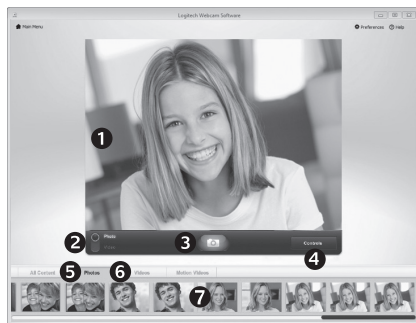 Logitech Webcam Software
Main Menu
Preferences Help
1
2 Photo
Video
3
Controls
4
All Content 5 Photos 6 Videos Motion Videos
7